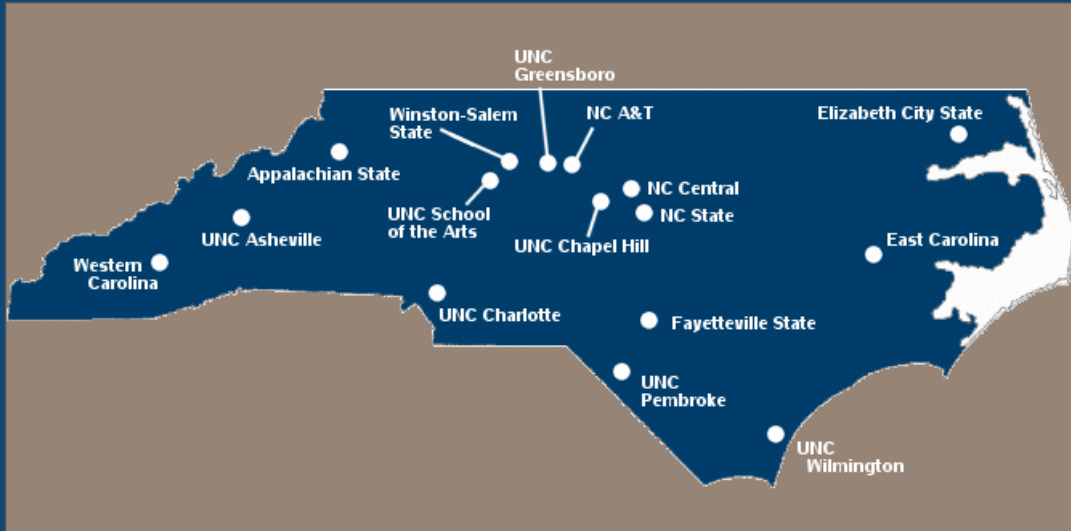 UNC
Greensboro
Winston-Salem
State
NC A&T
Elizabeth City State
Appalachian State
NC Central
UNC School
of the Arts
NC State
UNC Asheville
UNC Chapel Hill
East Carolina
Western
Carolina
UNC Charlotte
Fayetteville State
UNC
Pembroke
UNC
Wilmington